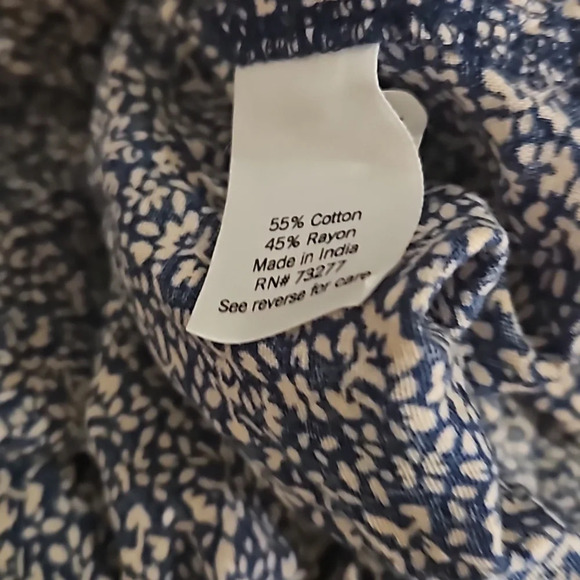 55% Cotton
45% Rayon
Made in India
RN# 73277
See reverse for care